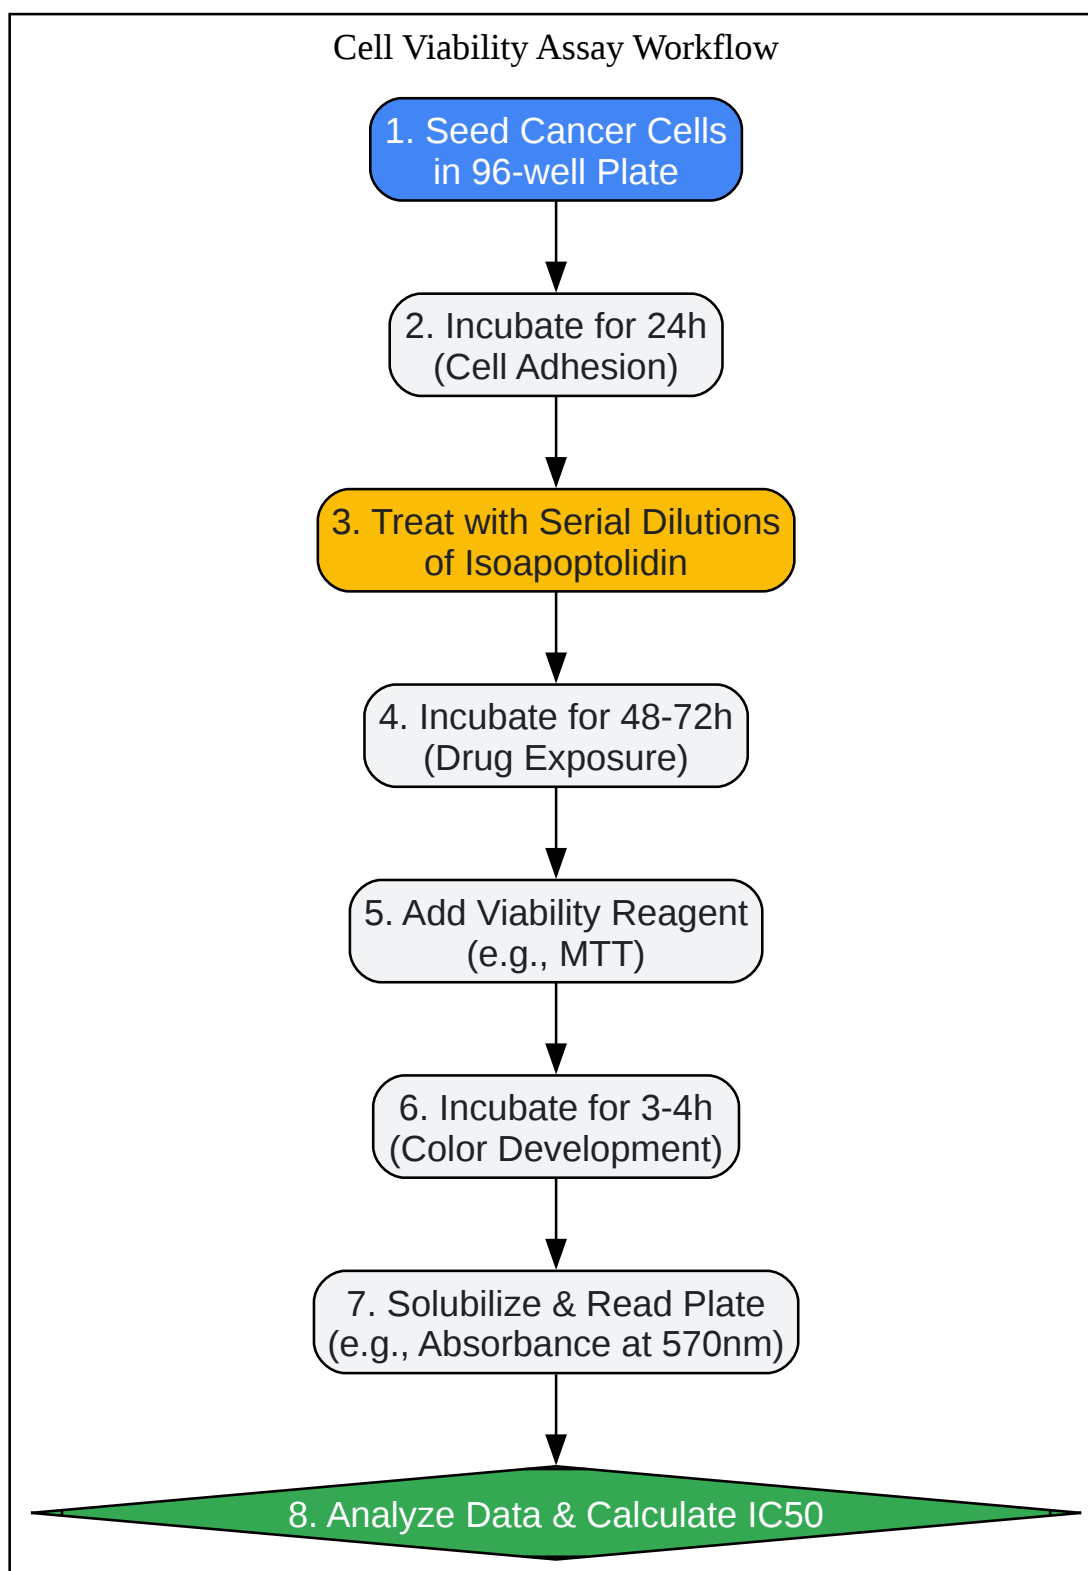 Cell Viability Assay Workflow
1. Seed Cancer Cells
in 96-well Plate
2. Incubate for 24h
(Cell Adhesion)
3. Treat with Serial Dilutions
of Isoapoptolidin
4. Incubate for 48-72h
(Drug Exposure)
5. Add Viability Reagent
(e.g., MTT)
6. Incubate for 3-4h
(Color Development)
7. Solubilize & Read Plate
(e.g., Absorbance at 570nm)
8. Analyze Data & Calculate IC50